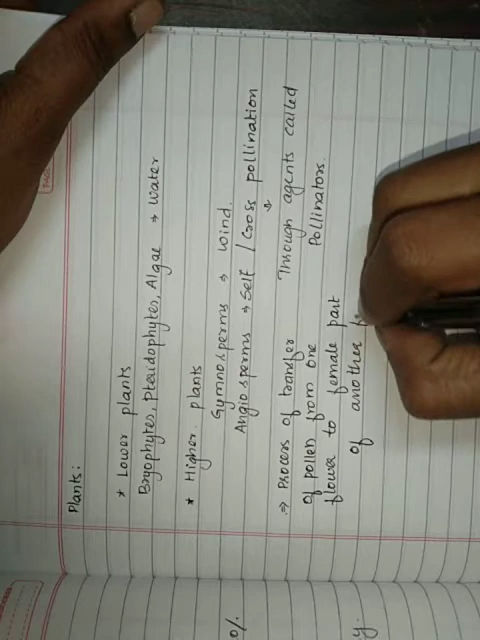 Plants:
* Lower plants
Bryophytes, Pteridophytes, Algae → water
* Higher plants
Gymnosperms → wind.
Angiosperms → Self / Cross pollination
↓
⇒ Process of transfer Through agents called
of pollen from one Pollinators.
flower to female part
of another
%.
y.